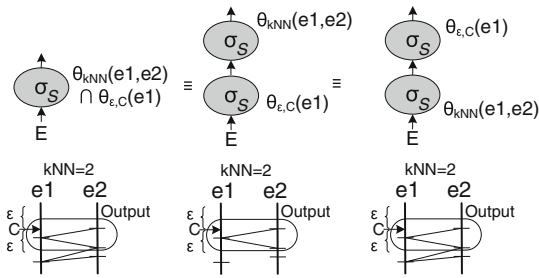 σS θkNN(e1,e2) ∩ θε,C(e1)
E
≡
θkNN(e1,e2)
σS
σS θε,C(e1)
E
≡
σS θε,C(e1)
σS θkNN(e1,e2)
E
kNN=2
e1 e2
ε { Output
C
ε {
kNN=2
e1 e2
ε { Output
C
ε {
kNN=2
e1 e2
ε { Output
C
ε {